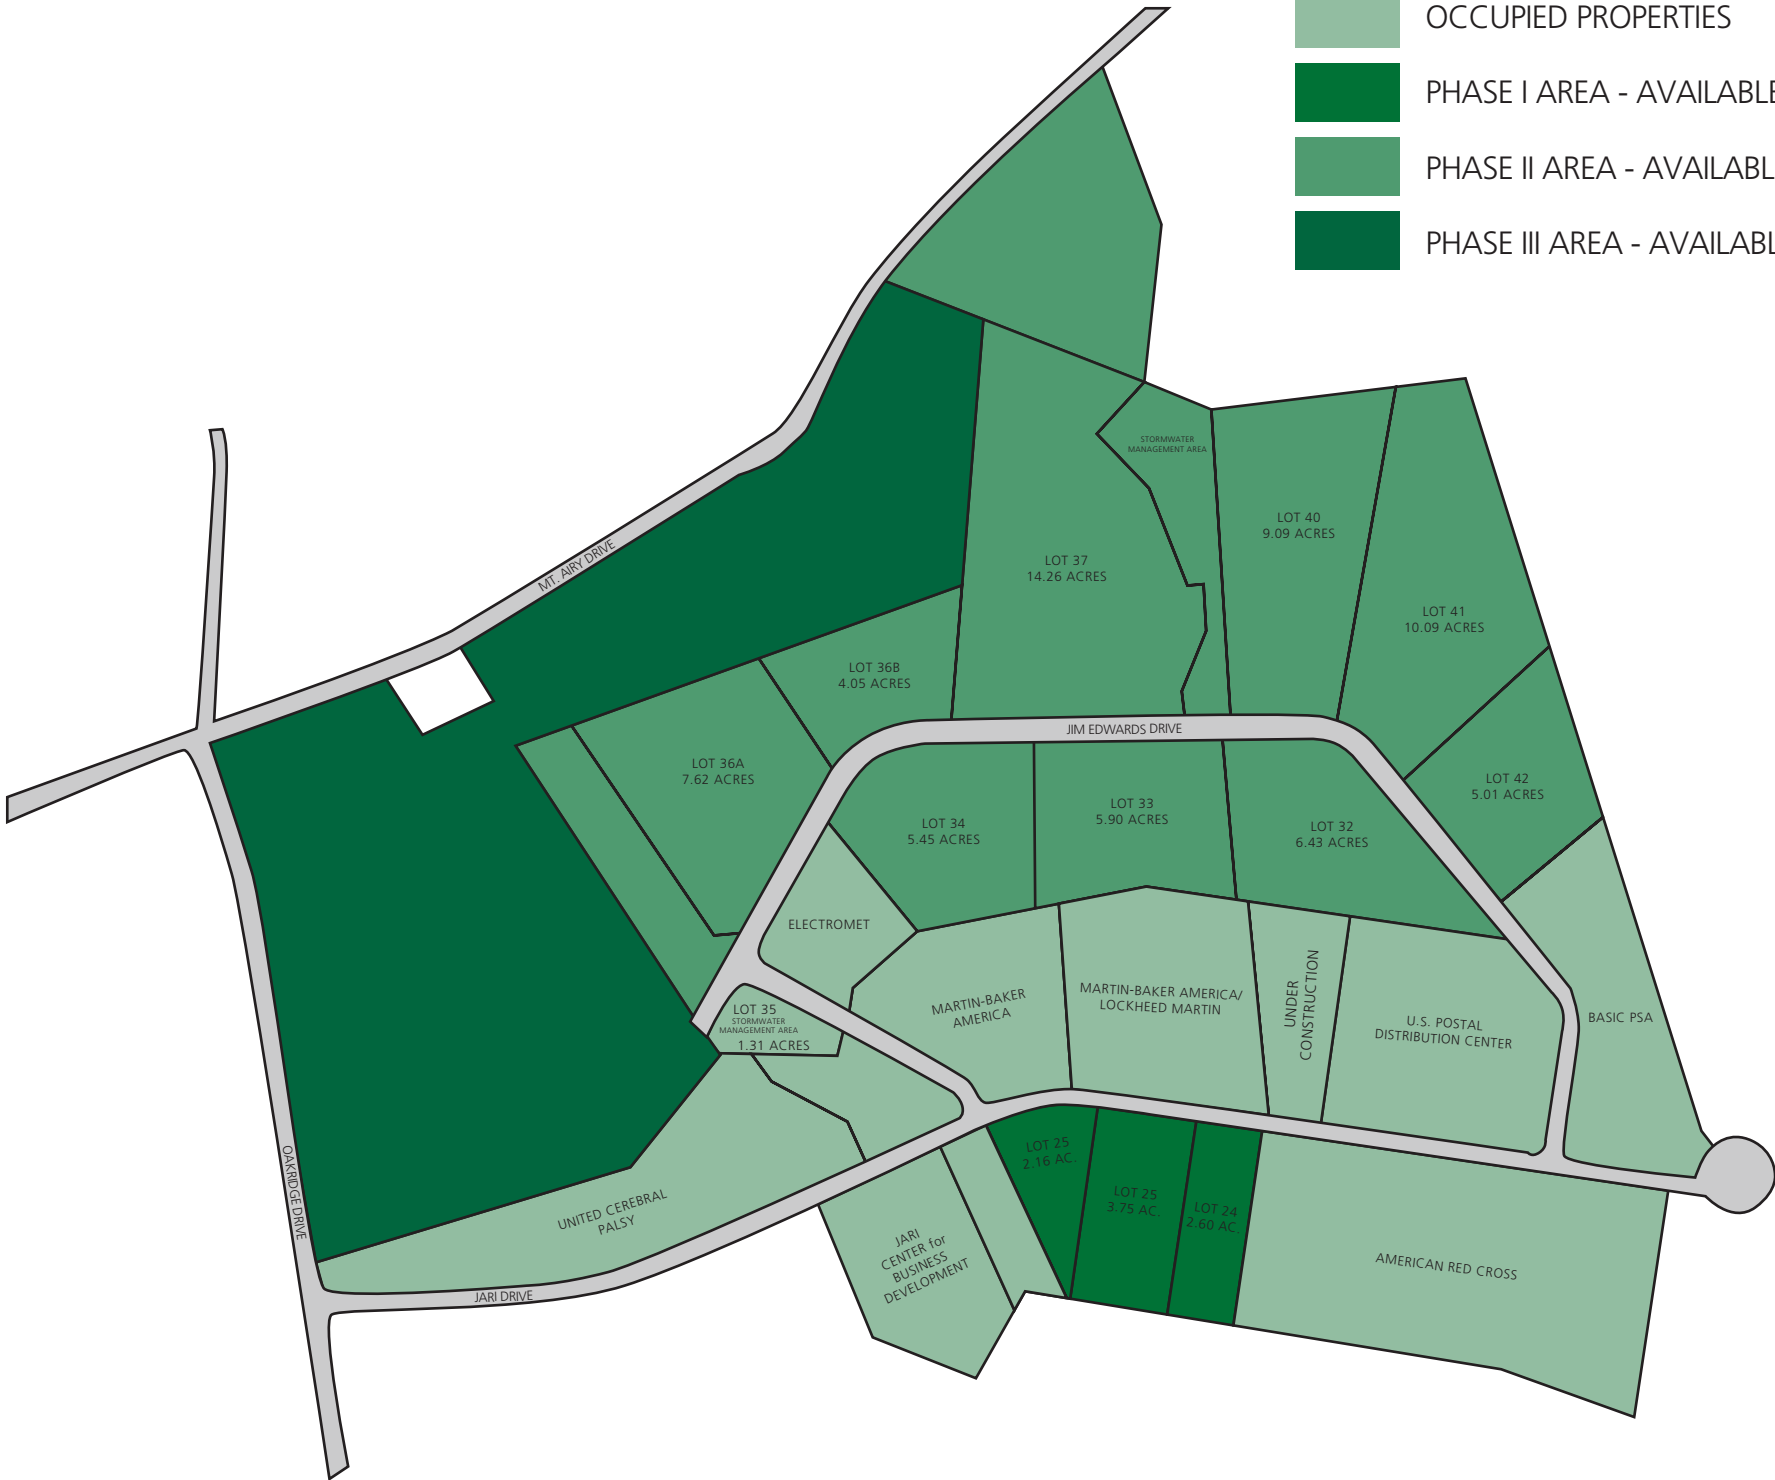 OCCUPIED PROPERTIES
PHASE I AREA - AVAILABLE
PHASE II AREA - AVAILABL
PHASE III AREA - AVAILABL
STORMWATER
MANAGEMENT AREA
LOT 40
9.09 ACRES
LOT 37
14.26 ACRES
MT. AIRY DRIVE
LOT 41
10.09 ACRES
LOT 36B
4.05 ACRES
JIM EDWARDS DRIVE
LOT 36A
7.62 ACRES
LOT 42
5.01 ACRES
LOT 34
5.45 ACRES
LOT 33
5.90 ACRES
LOT 32
6.43 ACRES
ELECTROMET
MARTIN-BAKER
AMERICA
MARTIN-BAKER AMERICA/
LOCKHEED MARTIN
UNDER
CONSTRUCTION
U.S. POSTAL
DISTRIBUTION CENTER
BASIC PSA
LOT 35
STORMWATER
MANAGEMENT AREA
1.31 ACRES
OAKRIDGE DRIVE
UNITED CEREBRAL
PALSY
LOT 25
2.16 AC.
LOT 25
3.75 AC.
LOT 24
2.60 AC.
JARI
CENTER for
BUSINESS
DEVELOPMENT
AMERICAN RED CROSS
JARI DRIVE